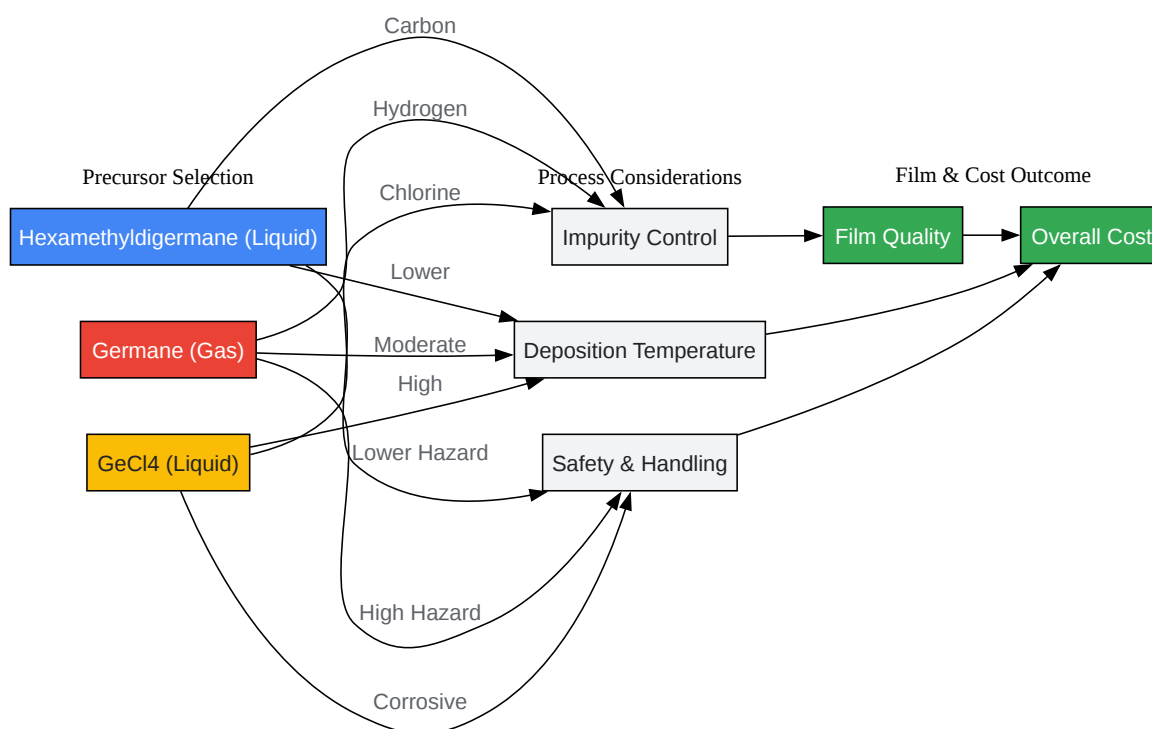 Carbon
Hydrogen
Precursor Selection
Process Considerations
Film & Cost Outcome
Chlorine
Hexamethyldigermane (Liquid)
Impurity Control
Film Quality
Overall Cost
Lower
Germane (Gas)
Moderate
Deposition Temperature
High
GeCl4 (Liquid)
Lower Hazard
Safety & Handling
High Hazard
Corrosive